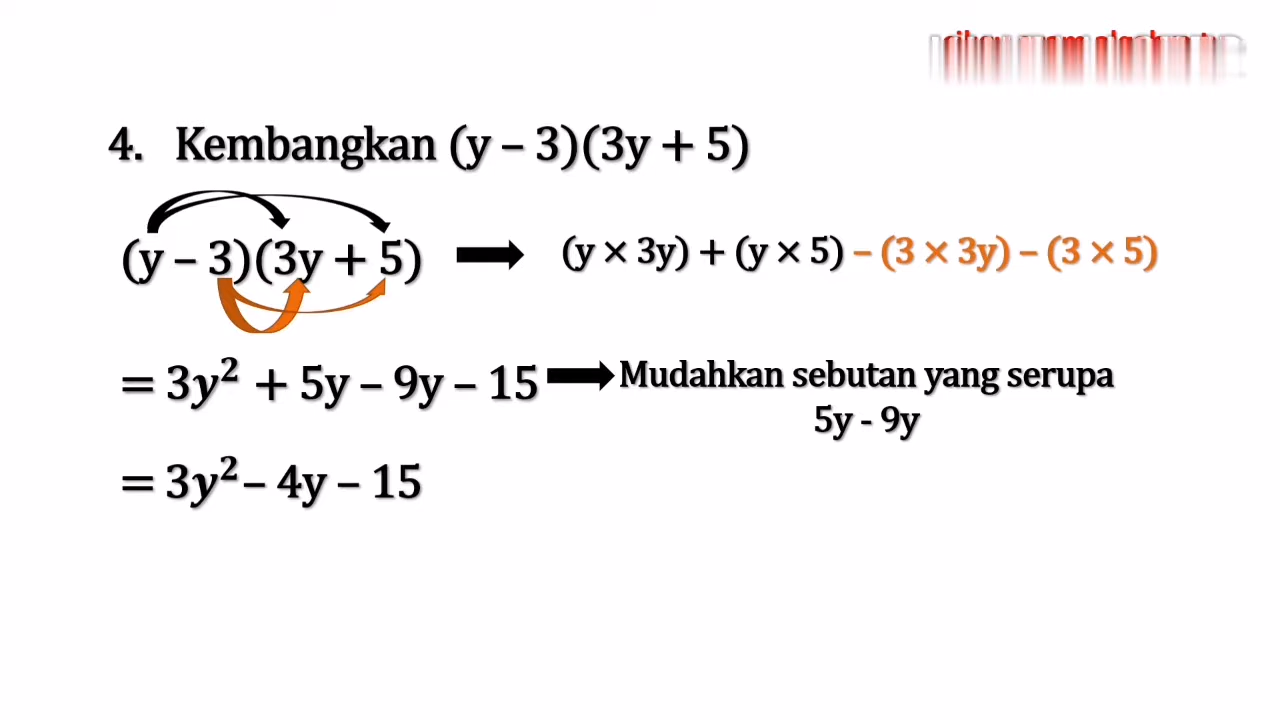 4. Kembangkan (y – 3)(3y + 5)
(y – 3)(3y + 5) (y × 3y) + (y × 5) – (3 × 3y) – (3 × 5)
= 3y² + 5y – 9y – 15 Mudahkan sebutan yang serupa
5y - 9y
= 3y² – 4y – 15